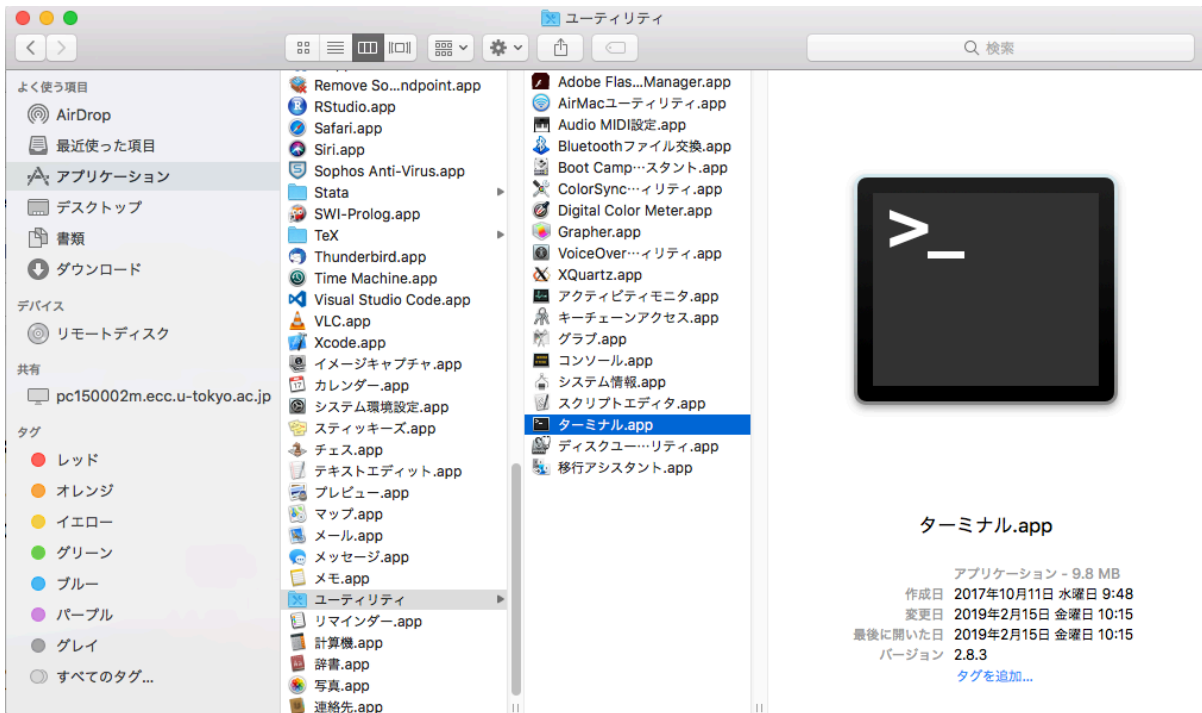 ユーティリティ
検索
よく使う項目
AirDrop
最近使った項目
アプリケーション
デスクトップ
書類
ダウンロード
デバイス
リモートディスク
共有
pc150002m.ecc.u-tokyo.ac.jp
タグ
レッド
オレンジ
イエロー
グリーン
ブルー
パープル
グレイ
すべてのタグ...
Remove So...ndpoint.app
RStudio.app
Safari.app
Siri.app
Sophos Anti-Virus.app
Stata
SWI-Prolog.app
TeX
Thunderbird.app
Time Machine.app
Visual Studio Code.app
VLC.app
Xcode.app
イメージキャプチャ.app
カレンダー.app
システム環境設定.app
スティッキーズ.app
チェス.app
テキストエディット.app
プレビュー.app
マップ.app
メール.app
メッセージ.app
メモ.app
ユーティリティ
リマインダー.app
計算機.app
辞書.app
写真.app
連絡先.app
Adobe Flas...Manager.app
AirMacユーティリティ.app
Audio MIDI設定.app
Bluetoothファイル交換.app
Boot Camp…スタント.app
ColorSync…ィリティ.app
Digital Color Meter.app
Grapher.app
VoiceOver…ィリティ.app
XQuartz.app
アクティビティモニタ.app
キーチェーンアクセス.app
グラブ.app
コンソール.app
システム情報.app
スクリプトエディタ.app
ターミナル.app
ディスクユー…リティ.app
移行アシスタント.app
>_
ターミナル.app
アプリケーション - 9.8 MB
作成日 2017年10月11日 水曜日 9:48
変更日 2019年2月15日 金曜日 10:15
最後に開いた日 2019年2月15日 金曜日 10:15
バージョン 2.8.3
タグを追加...